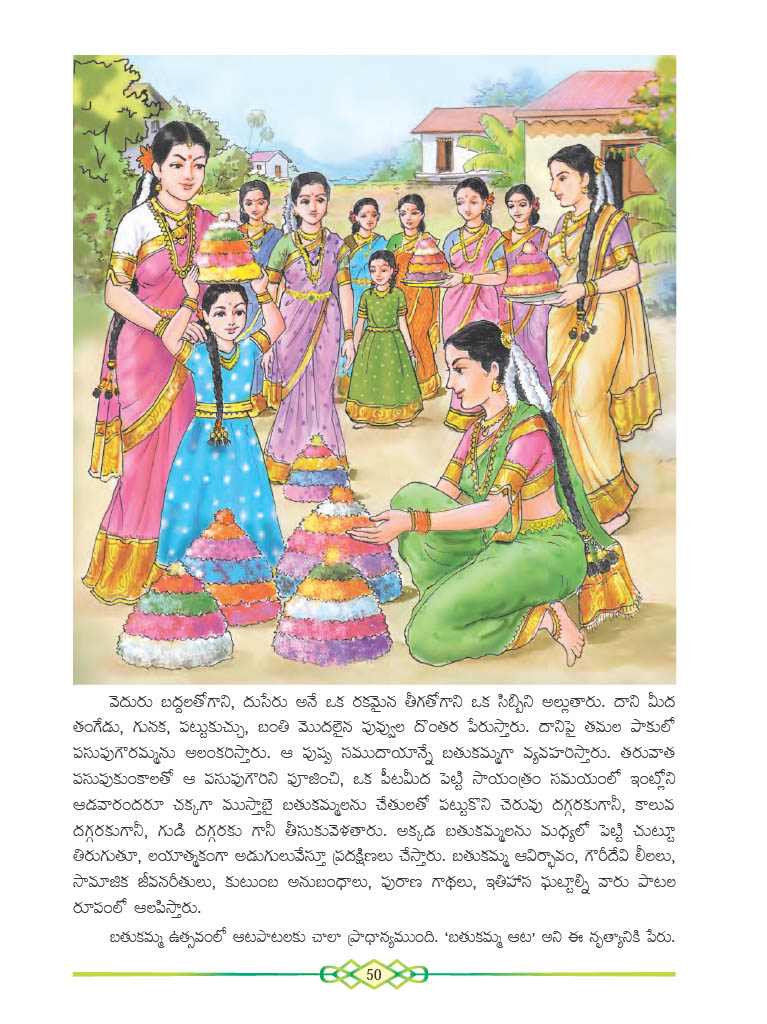 వెదురు బద్దలతోగాని, దుసేరు అనే ఒక రకమైన తీగతోగాని ఒక సిబ్బిని అల్లుతారు. దాని మీద
తంగేడు, గునక, పట్టుకుచ్చు, బంతి మొదలైన పువ్వుల దొంతర పేరుస్తారు. దానిపై తమల పాకులో
పసుపుగౌరమ్మను అలంకరిస్తారు. ఆ పుష్ప సముదాయాన్నే బతుకమ్మగా వ్యవహరిస్తారు. తరువాత
పసుపుకుంకాలతో ఆ పసుపుగౌరిని పూజించి, ఒక పీటమీద పెట్టి సాయంత్రం సమయంలో ఇంట్లోని
ఆడవారందరూ చక్కగా ముస్తాబై బతుకమ్మలను చేతులతో పట్టుకొని చెరువు దగ్గరకుగానీ, కాలువ
దగ్గరకుగానీ, గుడి దగ్గరకు గానీ తీసుకువెళతారు. అక్కడ బతుకమ్మలను మధ్యలో పెట్టి చుట్టూ
తిరుగుతూ, లయాత్మకంగా అడుగులువేస్తూ ప్రదక్షిణలు చేస్తారు. బతుకమ్మ ఆవిర్భావం, గౌరీదేవి లీలలు,
సామాజిక జీవనరీతులు, కుటుంబ అనుబంధాలు, పురాణ గాథలు, ఇతిహాస ఘట్టాల్ని వారు పాటల
రూపంలో ఆలపిస్తారు.
బతుకమ్మ ఉత్సవంలో ఆటపాటలకు చాలా ప్రాధాన్యముంది. ‘బతుకమ్మ ఆట’ అని ఈ నృత్యానికి పేరు.
50